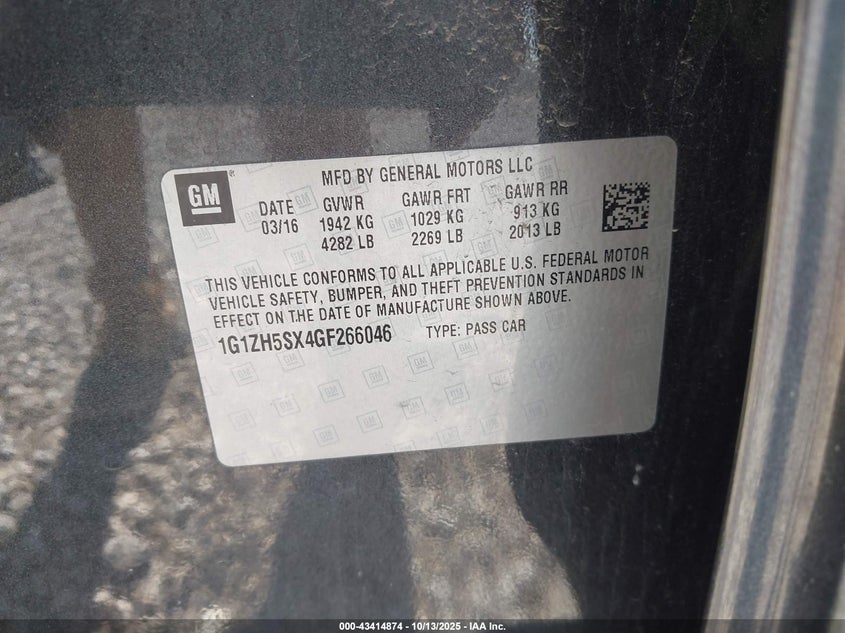 MFD BY GENERAL MOTORS LLC
GM
DATE GVWR GAWR FRT GAWR RR
03/16 1942 KG 1029 KG 913 KG
4282 LB 2269 LB 2013 LB
THIS VEHICLE CONFORMS TO ALL APPLICABLE U.S. FEDERAL MOTOR
VEHICLE SAFETY, BUMPER, AND THEFT PREVENTION STANDARDS IN
EFFECT ON THE DATE OF MANUFACTURE SHOWN ABOVE.
1G1ZH5SX4GF266046 TYPE: PASS CAR
000-43414874 | 10/13/2025 | IAA Inc.